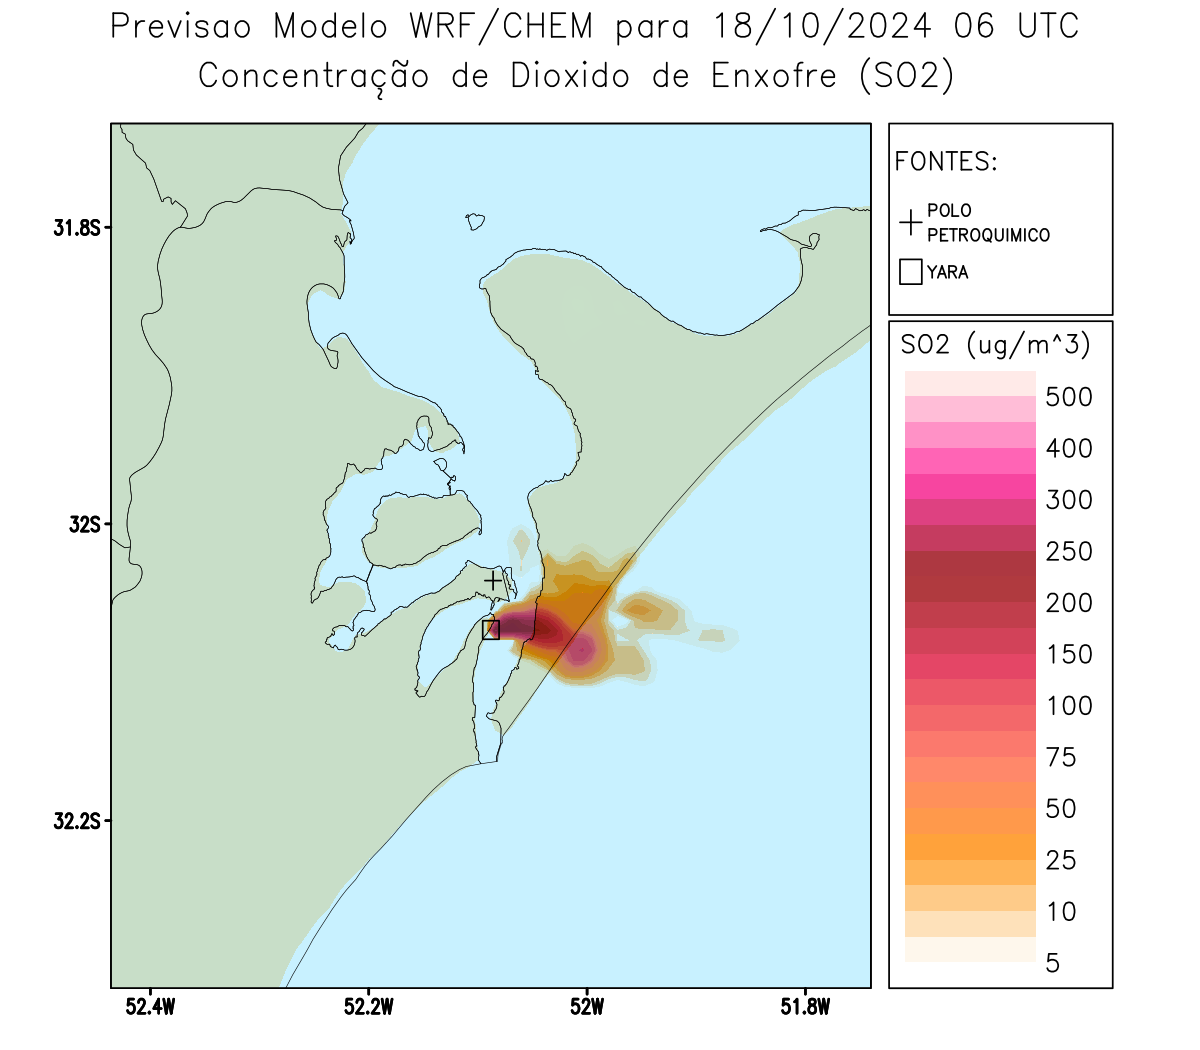 Previsao Modelo WRF/CHEM para 18/10/2024 06 UTC
Concentração de Dioxido de Enxofre (SO2)
FONTES:
POLO
PETROQUIMICO
YARA
31.8S
32S
32.2S
52.4W
52.2W
52W
51.8W
SO2 (ug/m^3)
500
400
300
250
200
150
100
75
50
25
10
5